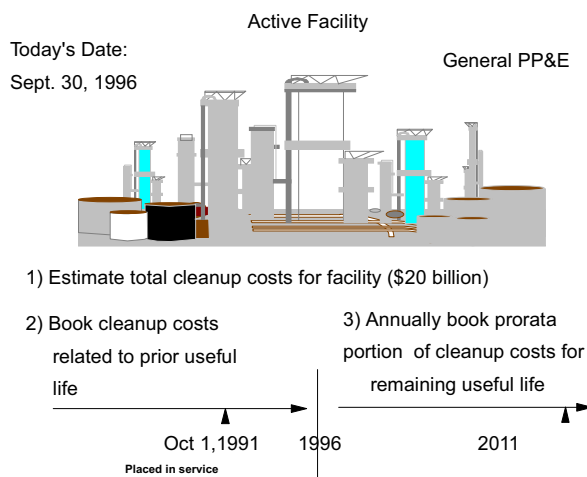 Active Facility
Today's Date:
Sept. 30, 1996
General PP&E
1) Estimate total cleanup costs for facility ($20 billion)
2) Book cleanup costs
related to prior useful
life
3) Annually book prorata
portion of cleanup costs for
remaining useful life
Oct 1,1991
1996
2011
Placed in service